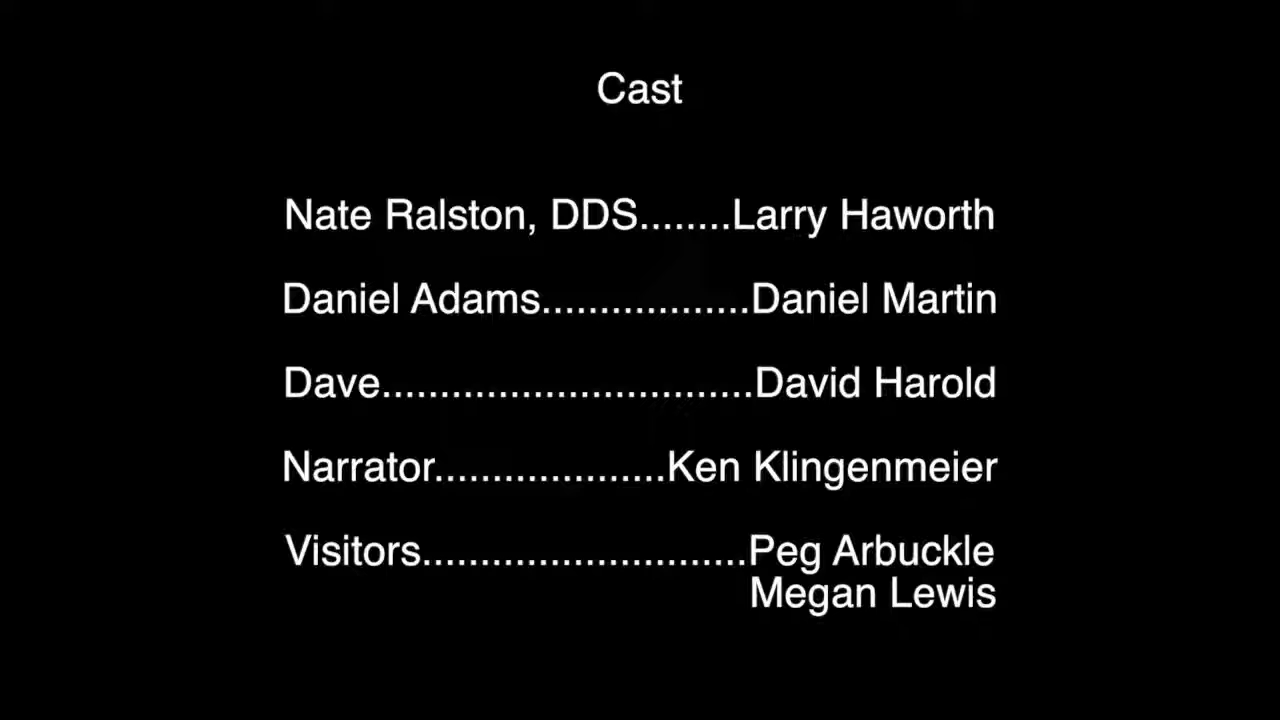 Cast
Nate Ralston, DDS........Larry Haworth
Daniel Adams..................Daniel Martin
Dave................................David Harold
Narrator....................Ken Klingenmeier
Visitors............................Peg Arbuckle
Megan Lewis